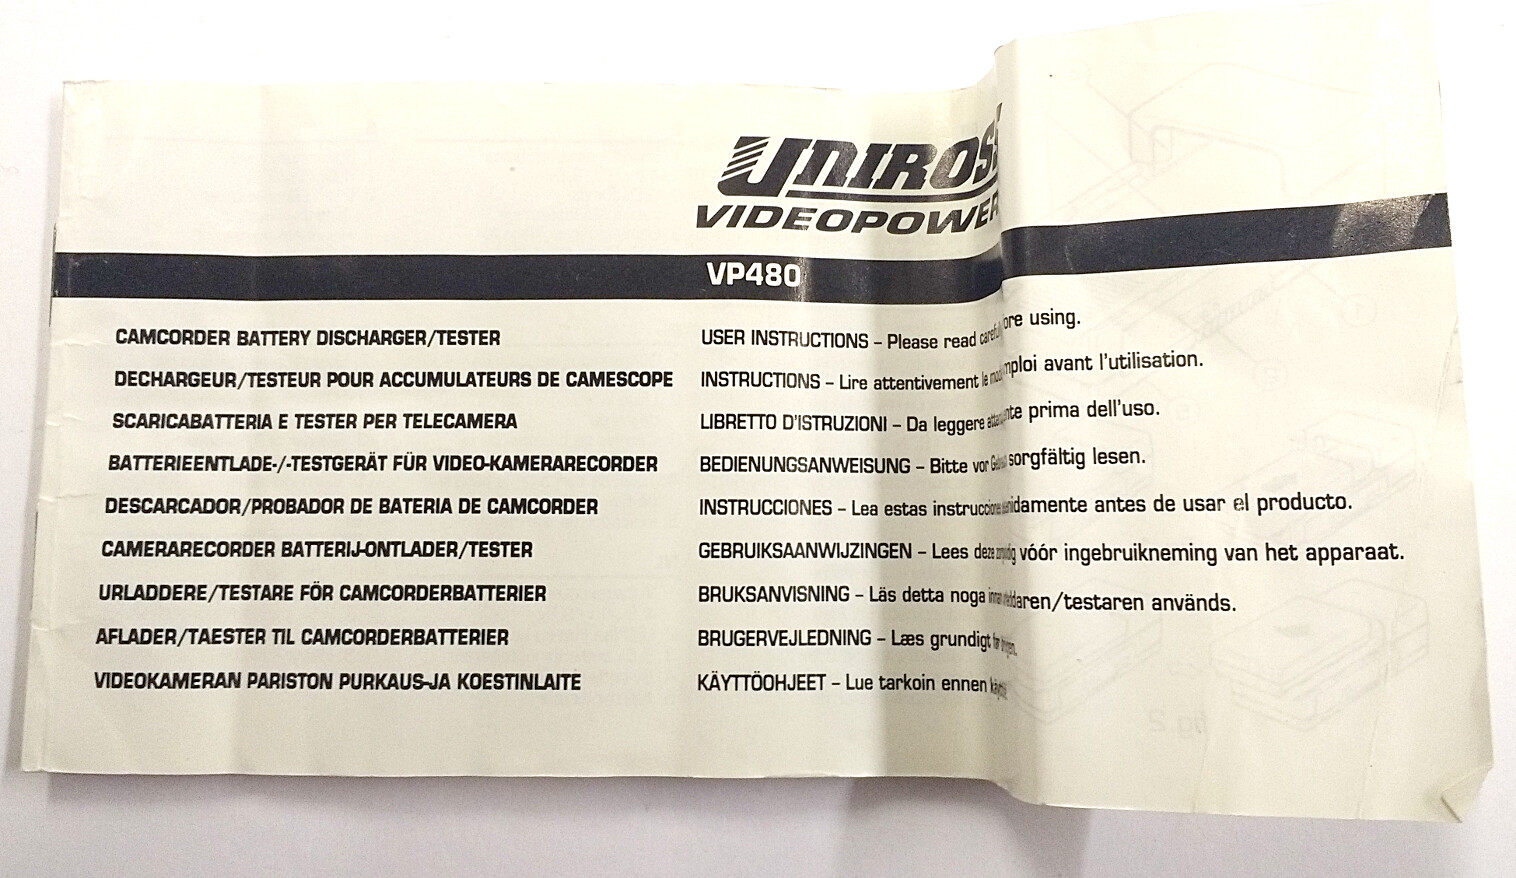 UNIROSS
VIDEOPOWER
VP480
CAMCORDER BATTERY DISCHARGER/TESTER
DECHARGEUR/TESTEUR POUR ACCUMULATEURS DE CAMESCOPE
SCARICABATTERIA E TESTER PER TELECAMERA
BATTERIEENTLADE-/-TESTGERÄT FÜR VIDEO-KAMERARECORDER
DESCARCADOR/PROBADOR DE BATERIA DE CAMCORDER
CAMERARECORDER BATTERIJ-ONTLADER/TESTER
URLADDERE/TESTARE FÖR CAMCORDERBATTERIER
AFLADER/TAESTER TIL CAMCORDERBATTERIER
VIDEOKAMERAN PARISTON PURKAUS-JA KOESTINLAITE
USER INSTRUCTIONS – Please read using.
INSTRUCTIONS – Lire attentivement le avant l'utilisation.
LIBRETTO D'ISTRUZIONI – Da leggere prima dell'uso.
BEDIENUNGSANWEISUNG – Bitte vor sorgfältig lesen.
INSTRUCCIONES – Lea estas antes de usar el producto.
GEBRUIKSAANWIJZINGEN – Lees deze vóór ingebruikneming van het apparaat.
BRUKSANVISNING – Läs detta noga används.
BRUGERVEJLEDNING – Læs grundigt
KÄYTTÖOHJEET – Lue tarkoin ennen